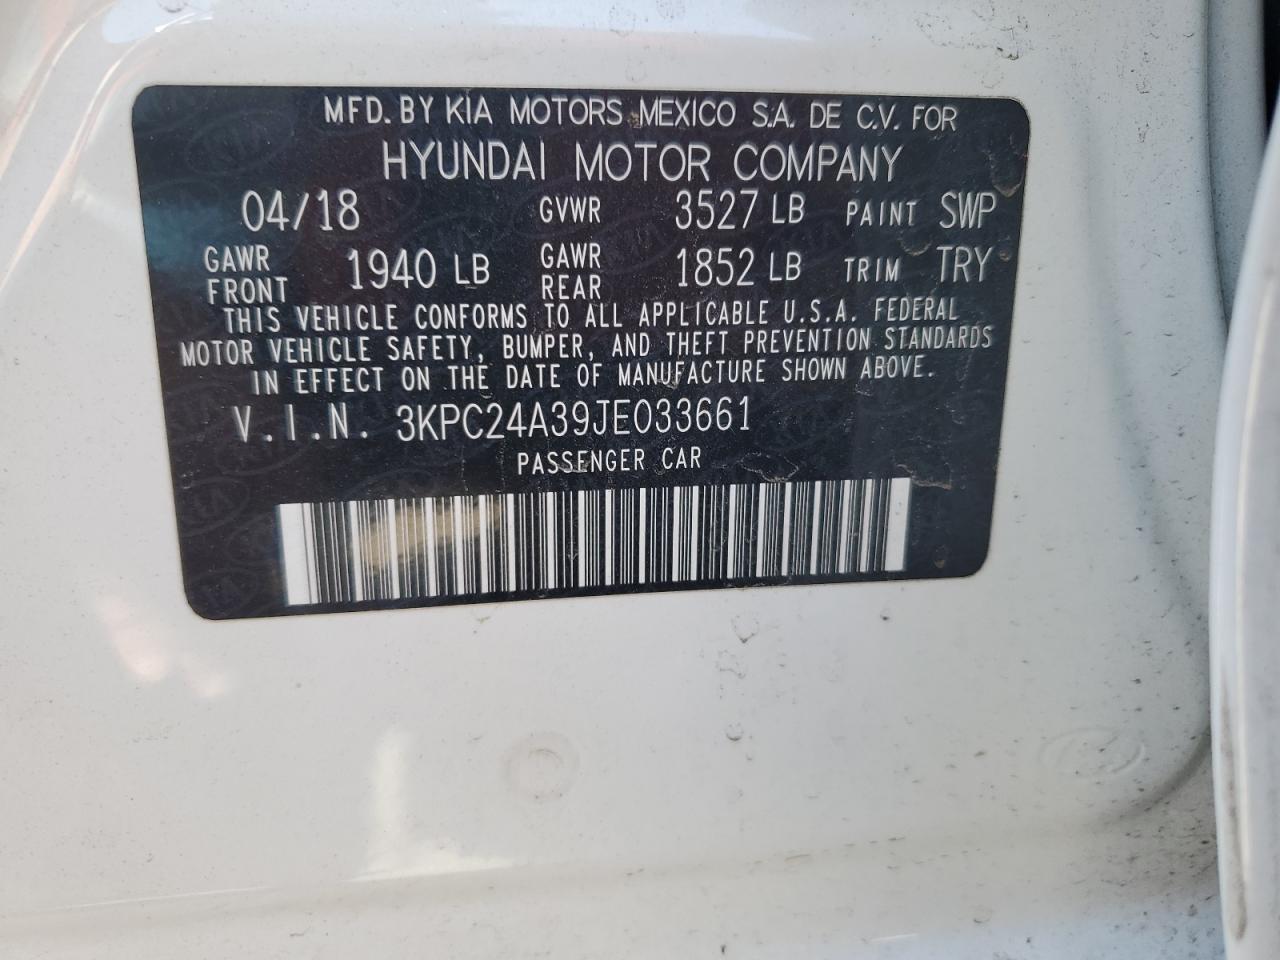 MFD. BY KIA MOTORS MEXICO S.A. DE C.V. FOR
HYUNDAI MOTOR COMPANY
04/18 GVWR 3527 LB PAINT SWP
GAWR FRONT 1940 LB GAWR REAR 1852 LB TRIM TRY
THIS VEHICLE CONFORMS TO ALL APPLICABLE U.S.A. FEDERAL
MOTOR VEHICLE SAFETY, BUMPER, AND THEFT PREVENTION STANDARDS
IN EFFECT ON THE DATE OF MANUFACTURE SHOWN ABOVE.
V.I.N. 3KPC24A39JE033661
PASSENGER CAR